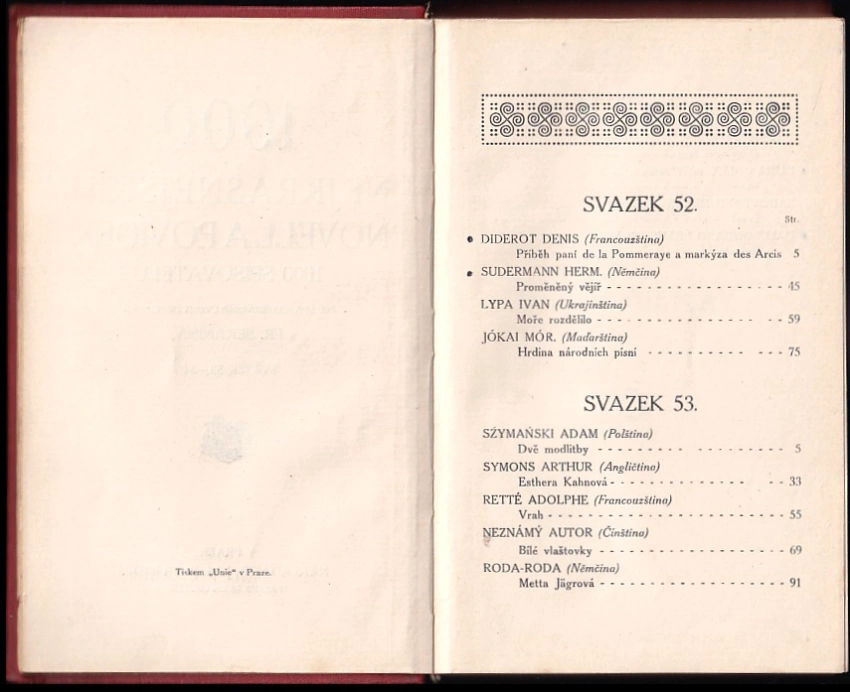 Tiskem „Unie“ v Praze.
SVAZEK 52.
Str.
DIDEROT DENIS (Francouzština)
Příběh paní de la Pommeraye a markýza des Arcis 5
SUDERMANN HERM. (Němčina)
Proměněný vějíř - - - - - - - - - - - - - - - - - 45
LYPA IVAN (Ukrajinština)
Moře rozdělilo - - - - - - - - - - - - - - - - - 59
JÓKAI MÓR. (Maďarština)
Hrdina národních písní - - - - - - - - - - - - - 75
SVAZEK 53.
SŹYMAŃSKI ADAM (Polština)
Dvě modlitby - - - - - - - - - - - - - - - - - 5
SYMONS ARTHUR (Angličtina)
Esthera Kahnová - - - - - - - - - - - - - - - - 33
RETTÉ ADOLPHE (Francouzština)
Vrah - - - - - - - - - - - - - - - - - - - - - - 55
NEZNÁMÝ AUTOR (Čínština)
Bílé vlaštovky - - - - - - - - - - - - - - - - - 69
RODA-RODA (Němčina)
Metta Jägrová - - - - - - - - - - - - - - - - - 91